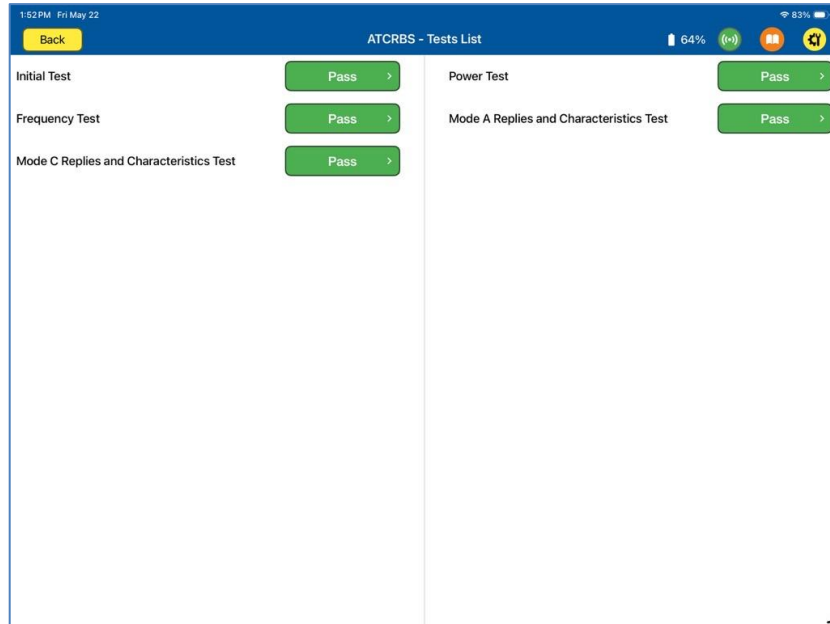 1:52 PM Fri May 22
83%
Back
ATCRBS - Tests List
64%
Initial Test
Pass
Power Test
Pass
Frequency Test
Pass
Mode A Replies and Characteristics Test
Pass
Mode C Replies and Characteristics Test
Pass